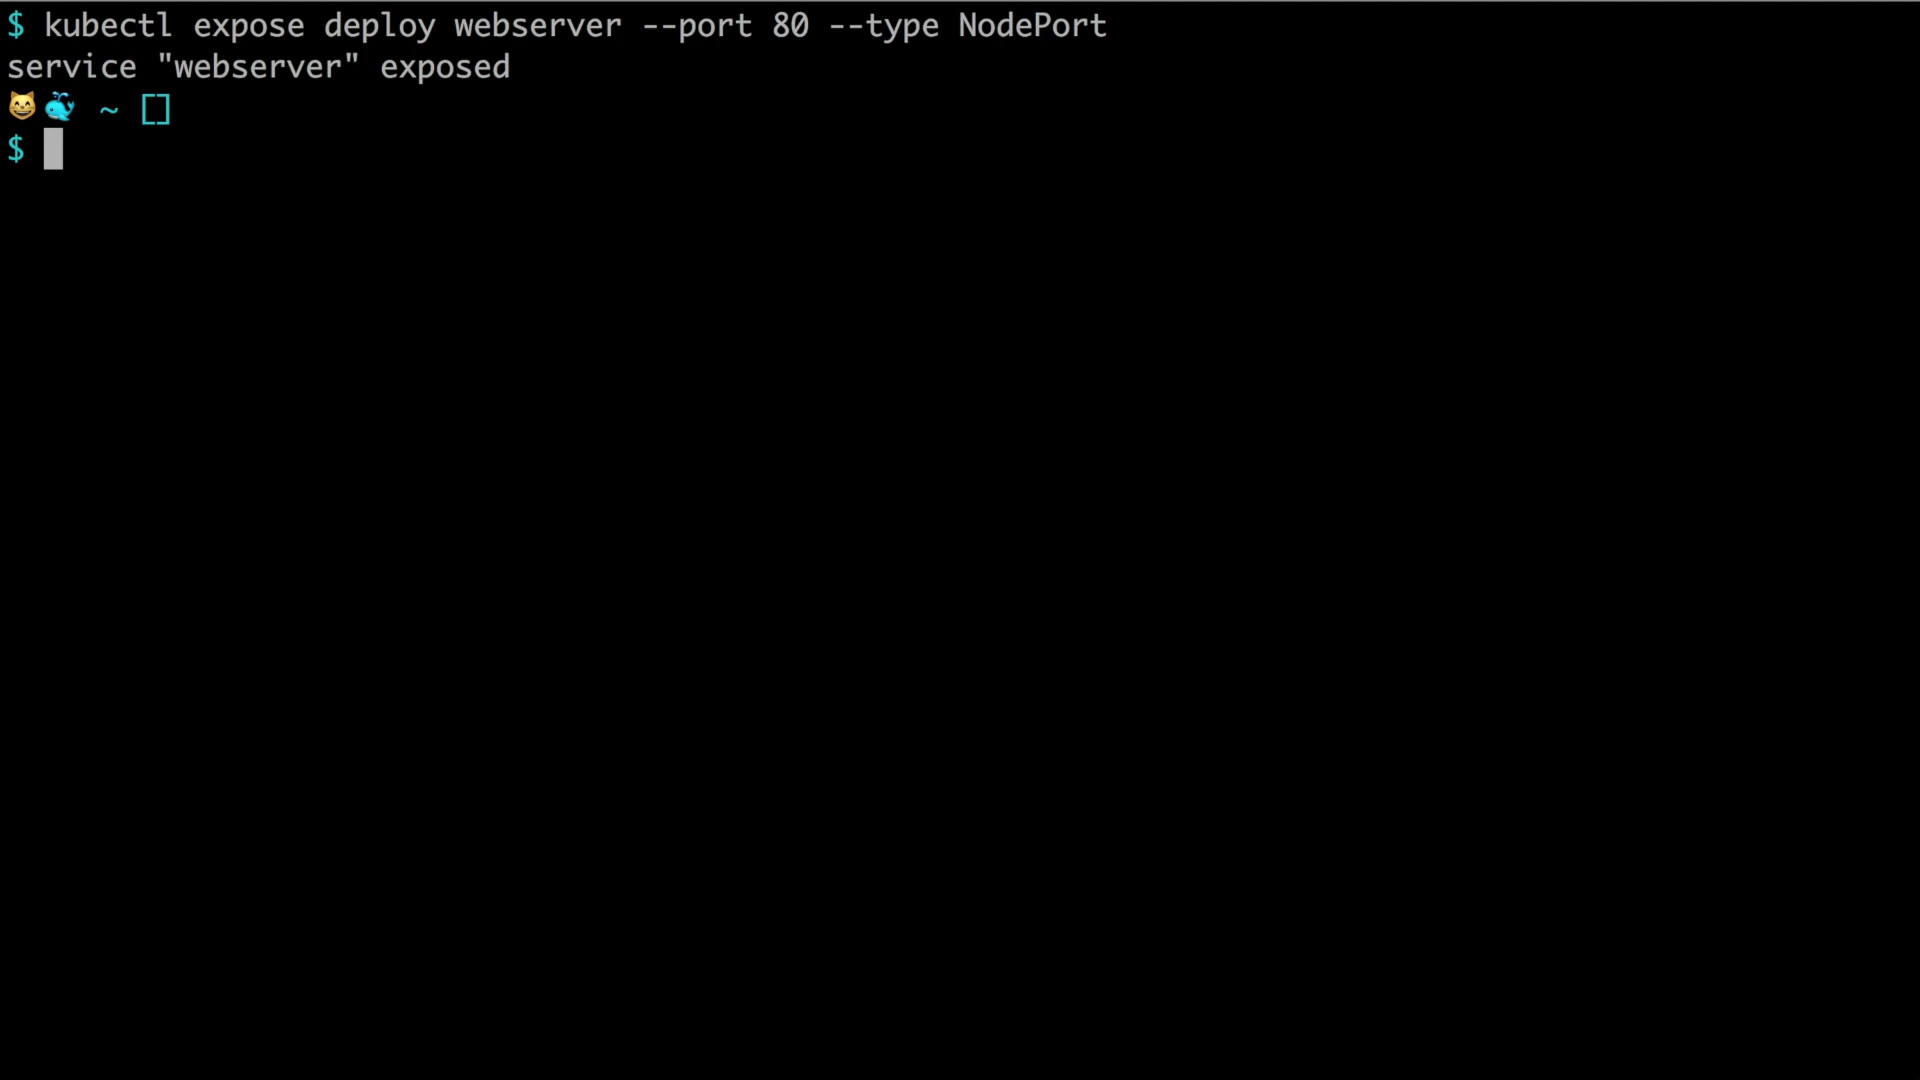 $ kubectl expose deploy webserver --port 80 --type NodePort
service "webserver" exposed
😸🐳 ~ []
$